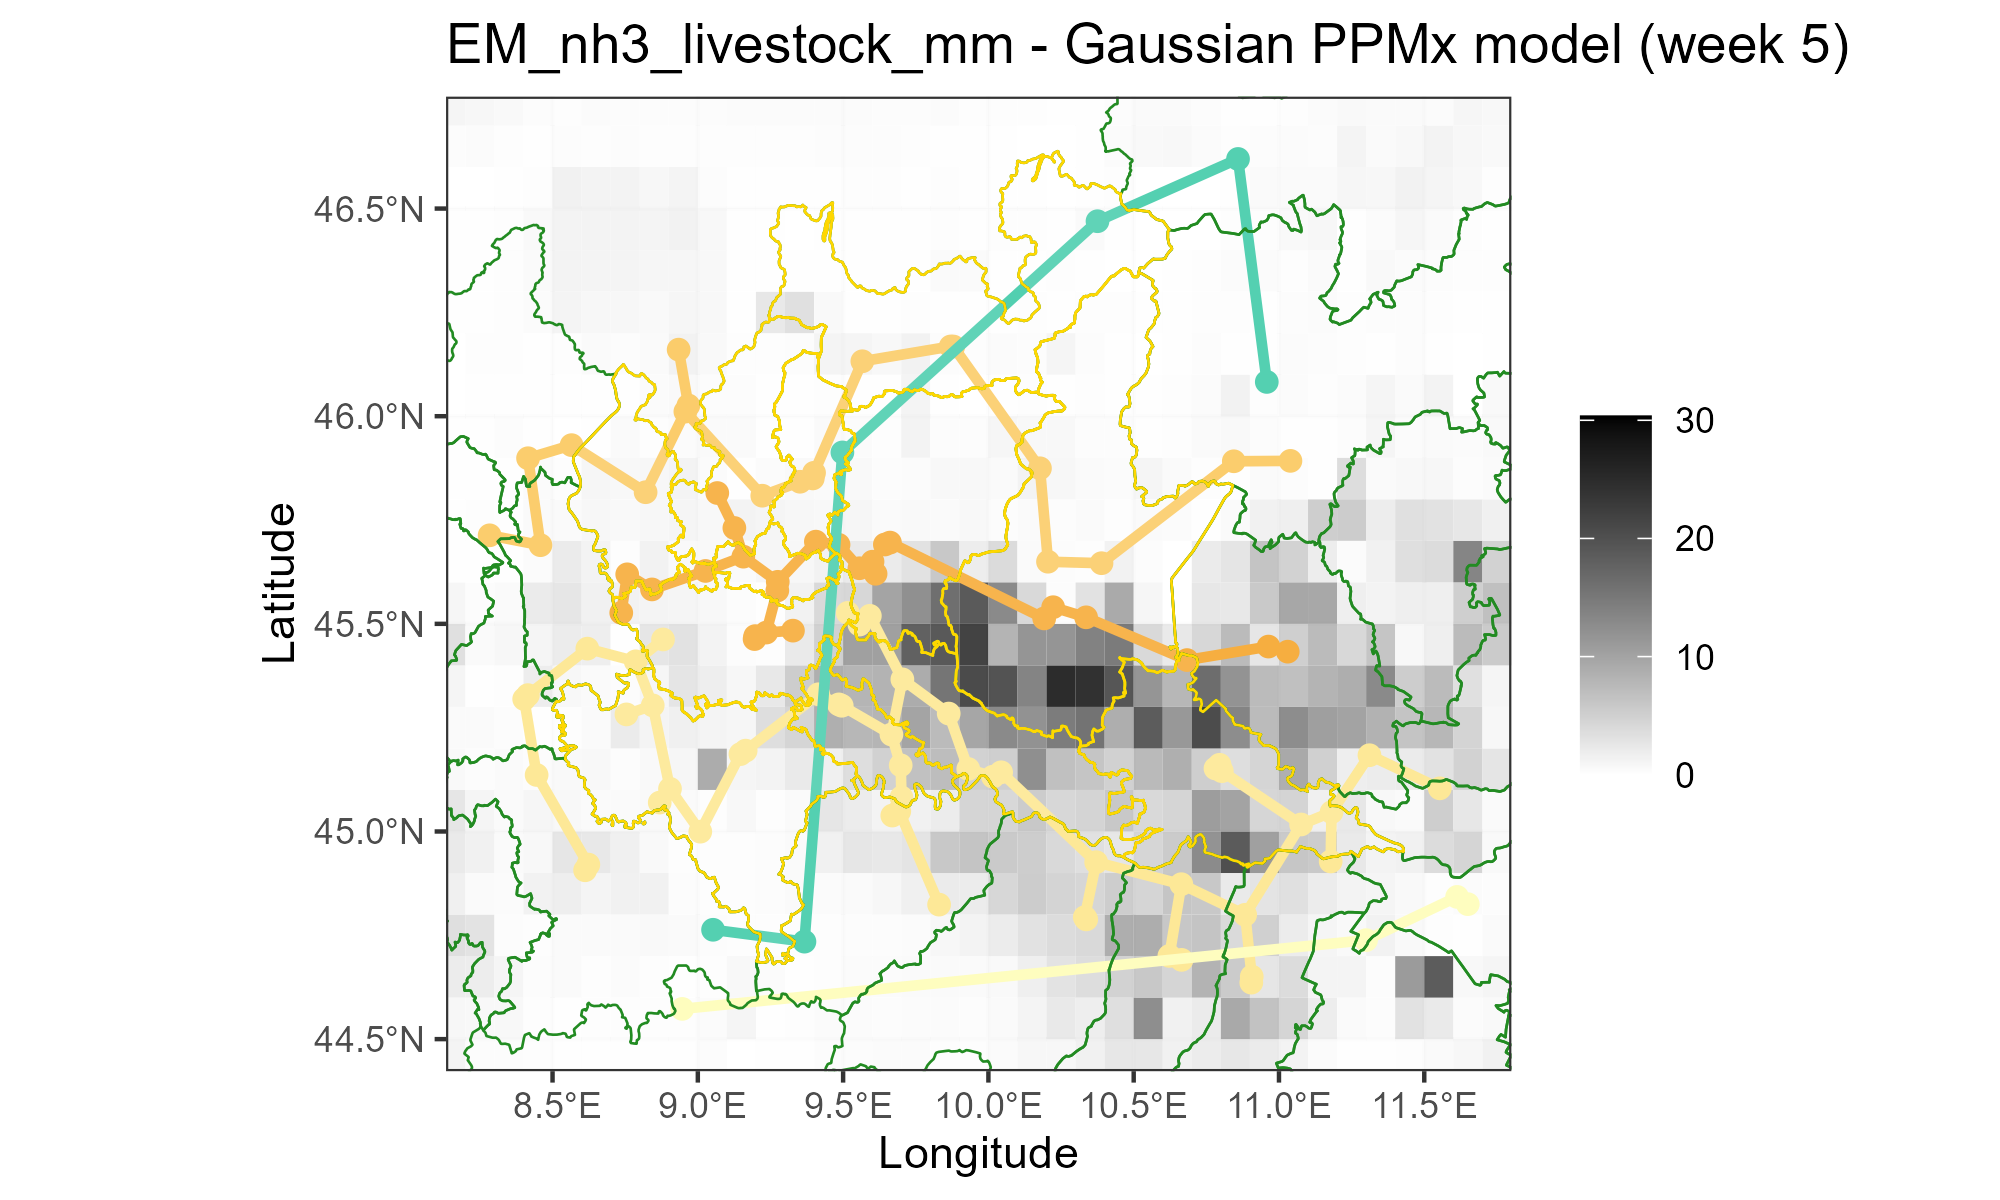 EM_nh3_livestock_mm - Gaussian PPMx model (week 5)
46.5°N
46.0°N
45.5°N
45.0°N
44.5°N
Latitude
8.5°E
9.0°E
9.5°E
10.0°E
10.5°E
11.0°E
11.5°E
Longitude
30
20
10
0